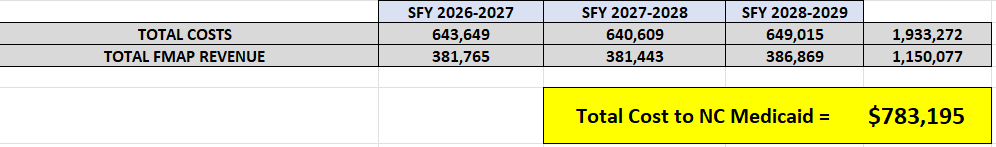 SFY 2026-2027 SFY 2027-2028 SFY 2028-2029
TOTAL COSTS 643,649 640,609 649,015 1,933,272
TOTAL FMAP REVENUE 381,765 381,443 386,869 1,150,077
Total Cost to NC Medicaid = $783,195